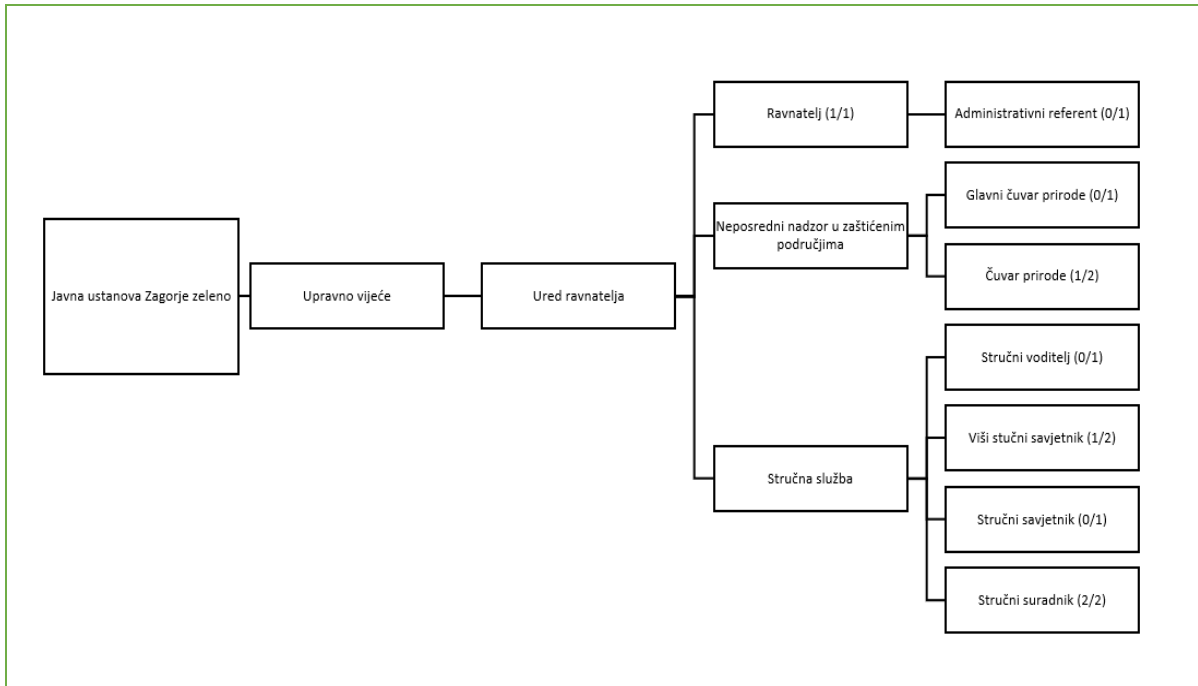 Javna ustanova Zagorje zeleno
Upravno vijeće
Ured ravnatelja
Ravnatelj (1/1)
Administrativni referent (0/1)
Neposredni nadzor u zaštićenim
područjima
Glavni čuvar prirode (0/1)
Čuvar prirode (1/2)
Stručna služba
Stručni voditelj (0/1)
Viši stučni savjetnik (1/2)
Stručni savjetnik (0/1)
Stručni suradnik (2/2)